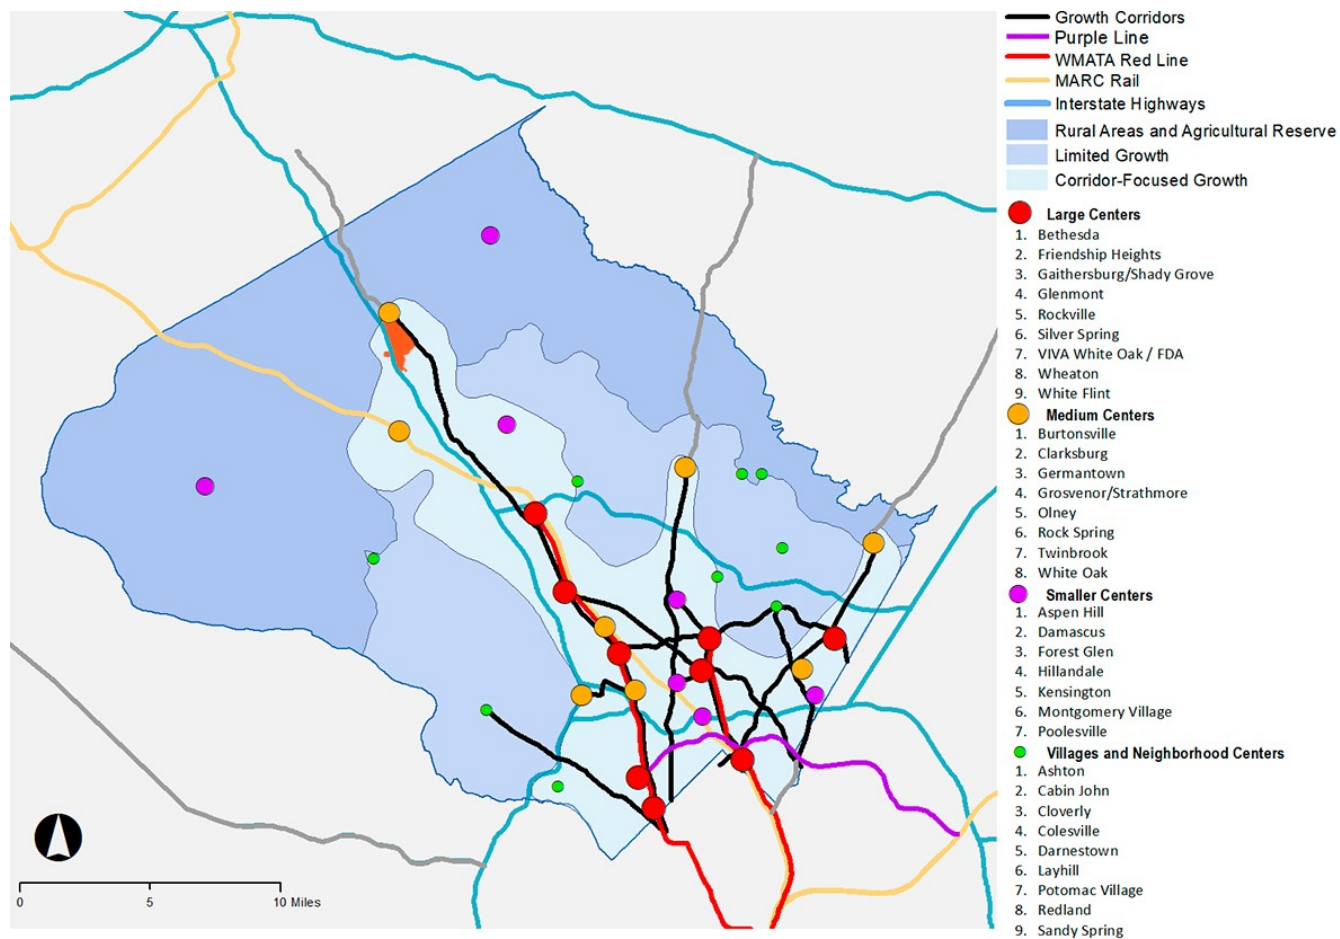 Growth Corridors
Purple Line
WMATA Red Line
MARC Rail
Interstate Highways
Rural Areas and Agricultural Reserve
Limited Growth
Corridor-Focused Growth
Large Centers
1. Bethesda
2. Friendship Heights
3. Gaithersburg/Shady Grove
4. Glenmont
5. Rockville
6. Silver Spring
7. VIVA White Oak / FDA
8. Wheaton
9. White Flint
Medium Centers
1. Burtonsville
2. Clarksburg
3. Germantown
4. Grosvenor/Strathmore
5. Olney
6. Rock Spring
7. Twinbrook
8. White Oak
Smaller Centers
1. Aspen Hill
2. Damascus
3. Forest Glen
4. Hillandale
5. Kensington
6. Montgomery Village
7. Poolesville
Villages and Neighborhood Centers
1. Ashton
2. Cabin John
3. Cloverly
4. Colesville
5. Darnestown
6. Layhill
7. Potomac Village
8. Redland
9. Sandy Spring
0 5 10 Miles